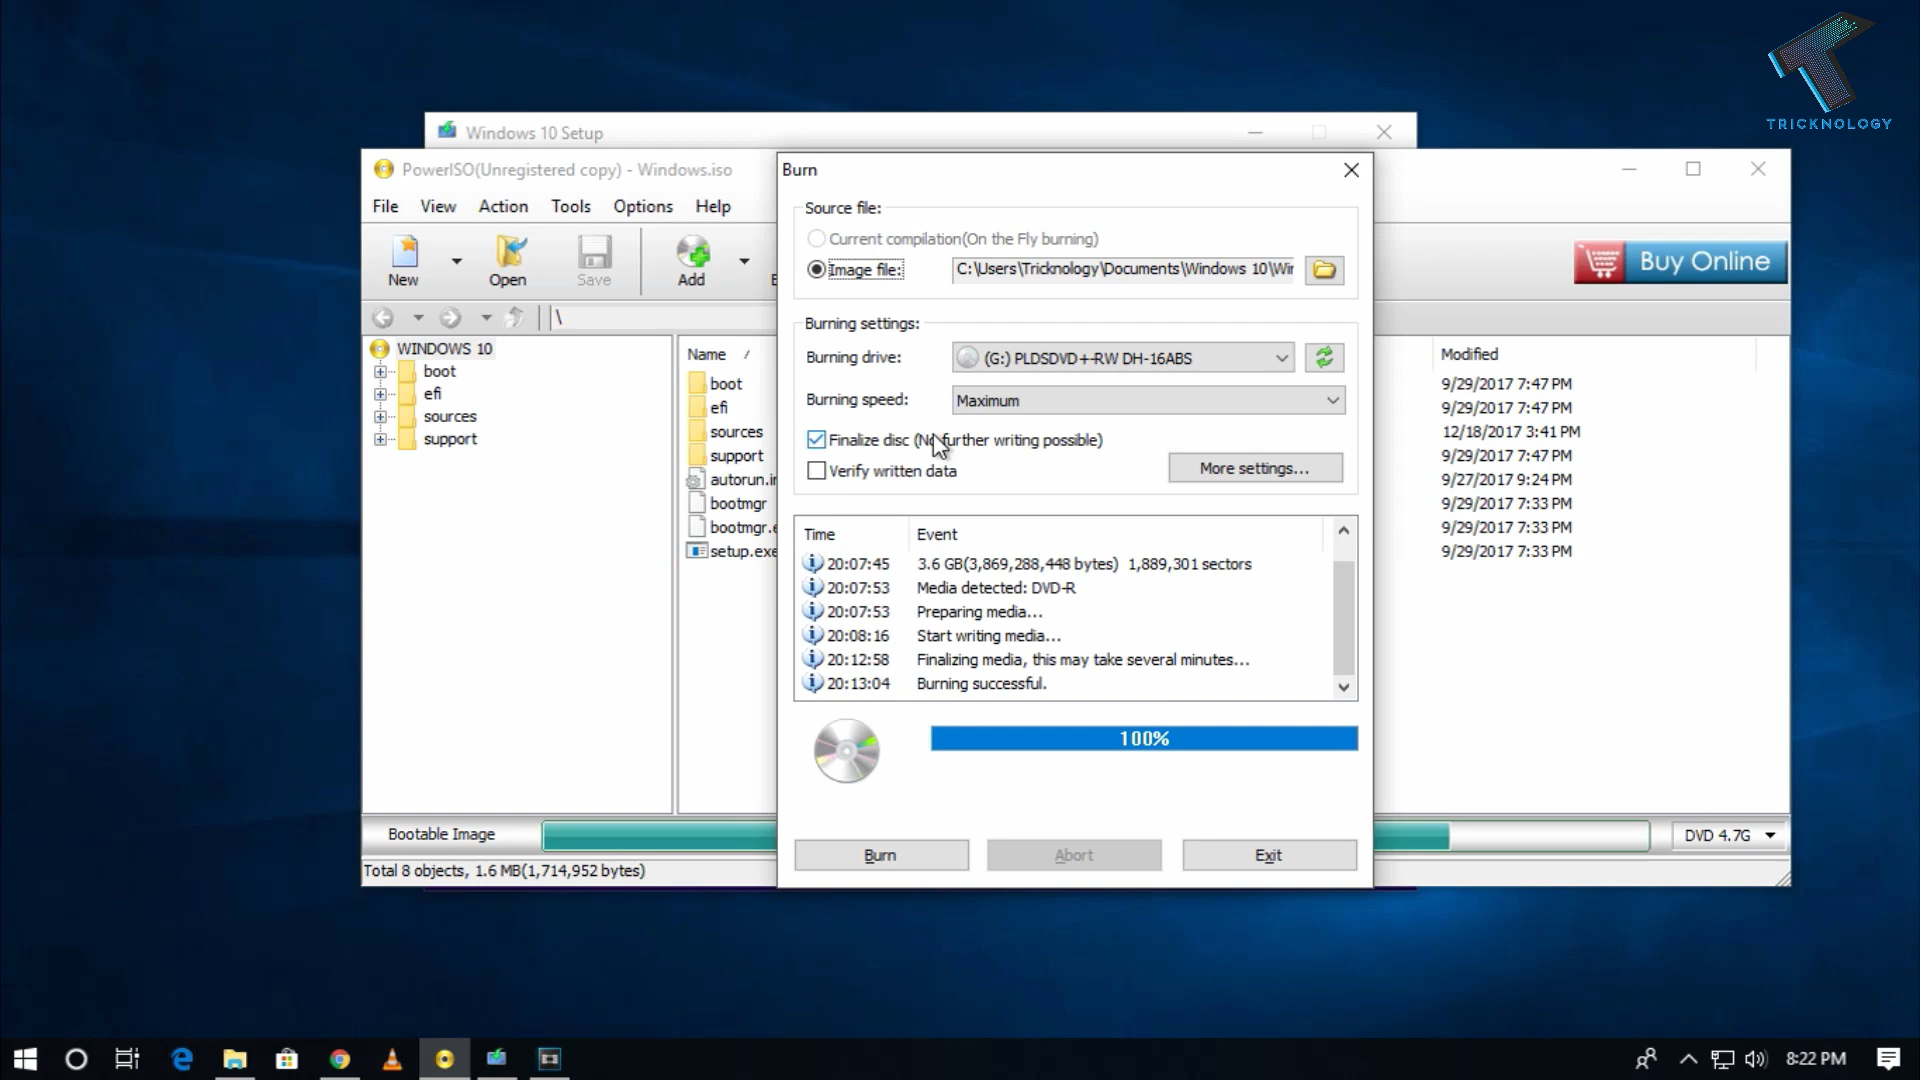 TRICKNOLOGY
Windows 10 Setup
PowerISO(Unregistered copy) - Windows.iso
File View Action Tools Options Help
New Open Save Add
Buy Online
\
WINDOWS 10
boot
efi
sources
support
Name
boot
efi
sources
support
autorun.in
bootmgr
bootmgr.e
setup.exe
Modified
9/29/2017 7:47 PM
9/29/2017 7:47 PM
12/18/2017 3:41 PM
9/29/2017 7:47 PM
9/27/2017 9:24 PM
9/29/2017 7:33 PM
9/29/2017 7:33 PM
9/29/2017 7:33 PM
Burn
Source file:
Current compilation(On the Fly burning)
Image file: C:\Users\Tricknology\Documents\Windows 10\Wir
Burning settings:
Burning drive: (G:) PLDSDVD+-RW DH-16ABS
Burning speed: Maximum
Finalize disc (No further writing possible)
Verify written data
More settings...
Time Event
20:07:45 3.6 GB(3,869,288,448 bytes) 1,889,301 sectors
20:07:53 Media detected: DVD-R
20:07:53 Preparing media...
20:08:16 Start writing media...
20:12:58 Finalizing media, this may take several minutes...
20:13:04 Burning successful.
100%
Burn Abort Exit
Bootable Image
DVD 4.7G
Total 8 objects, 1.6 MB(1,714,952 bytes)
8:22 PM